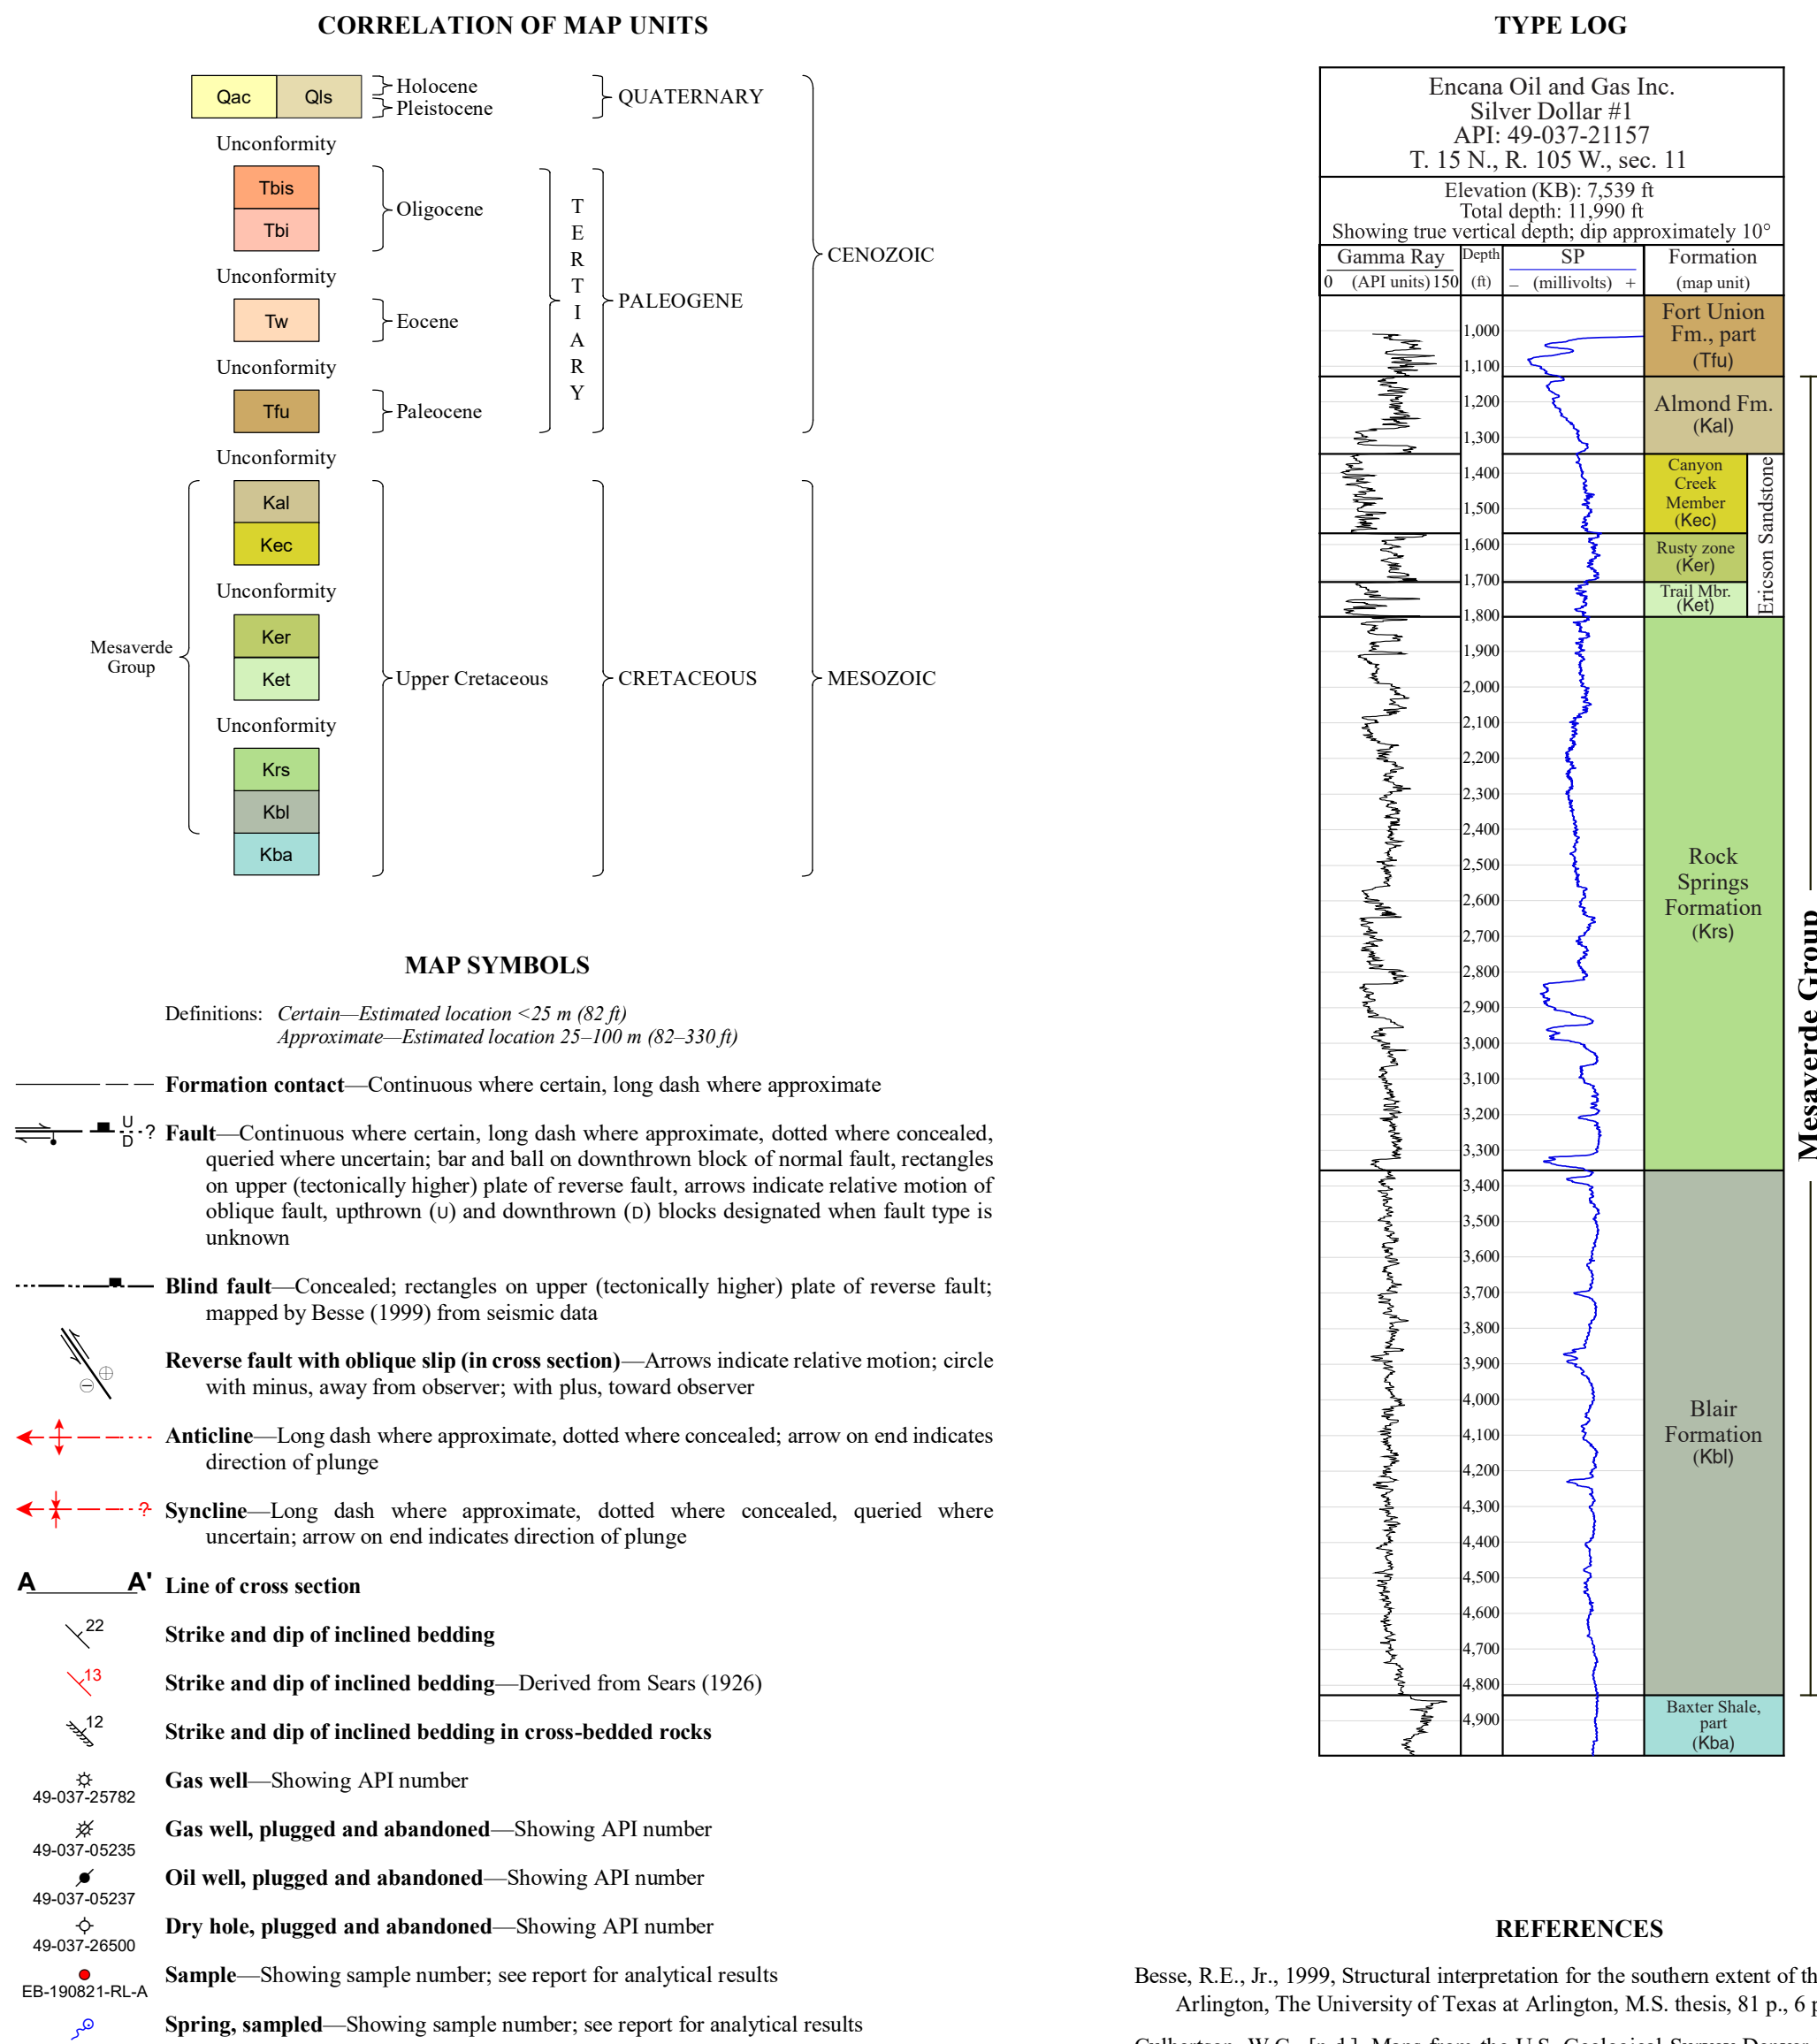 CORRELATION OF MAP UNITS
Qac
Qls
Holocene
Pleistocene
QUATERNARY
Unconformity
Tbis
Tbi
Oligocene
Unconformity
Tw
Eocene
Unconformity
Tfu
Paleocene
TERTIARY
PALEOGENE
CENOZOIC
Unconformity
Kal
Kec
Unconformity
Ker
Ket
Unconformity
Krs
Kbl
Kba
Mesaverde
Group
Upper Cretaceous
CRETACEOUS
MESOZOIC
MAP SYMBOLS
Definitions: Certain—Estimated location <25 m (82 ft)
Approximate—Estimated location 25–100 m (82–330 ft)
Formation contact—Continuous where certain, long dash where approximate
U
D
?
Fault—Continuous where certain, long dash where approximate, dotted where concealed,
queried where uncertain; bar and ball on downthrown block of normal fault, rectangles
on upper (tectonically higher) plate of reverse fault, arrows indicate relative motion of
oblique fault, upthrown (U) and downthrown (D) blocks designated when fault type is
unknown
Blind fault—Concealed; rectangles on upper (tectonically higher) plate of reverse fault;
mapped by Besse (1999) from seismic data
Reverse fault with oblique slip (in cross section)—Arrows indicate relative motion; circle
with minus, away from observer; with plus, toward observer
Anticline—Long dash where approximate, dotted where concealed; arrow on end indicates
direction of plunge
?
Syncline—Long dash where approximate, dotted where concealed, queried where
uncertain; arrow on end indicates direction of plunge
A A' Line of cross section
22
Strike and dip of inclined bedding
13
Strike and dip of inclined bedding—Derived from Sears (1926)
12
Strike and dip of inclined bedding in cross-bedded rocks
Gas well—Showing API number
49-037-25782
Gas well, plugged and abandoned—Showing API number
49-037-05235
Oil well, plugged and abandoned—Showing API number
49-037-05237
Dry hole, plugged and abandoned—Showing API number
49-037-26500
Sample—Showing sample number; see report for analytical results
EB-190821-RL-A
Spring, sampled—Showing sample number; see report for analytical results
TYPE LOG
Encana Oil and Gas Inc.
Silver Dollar #1
API: 49-037-21157
T. 15 N., R. 105 W., sec. 11
Elevation (KB): 7,539 ft
Total depth: 11,990 ft
Showing true vertical depth; dip approximately 10°
Gamma Ray
0 (API units) 150
Depth
(ft)
SP
– (millivolts) +
Formation
(map unit)
1,000
1,100
1,200
1,300
1,400
1,500
1,600
1,700
1,800
1,900
2,000
2,100
2,200
2,300
2,400
2,500
2,600
2,700
2,800
2,900
3,000
3,100
3,200
3,300
3,400
3,500
3,600
3,700
3,800
3,900
4,000
4,100
4,200
4,300
4,400
4,500
4,600
4,700
4,800
4,900
Fort Union
Fm., part
(Tfu)
Almond Fm.
(Kal)
Canyon
Creek
Member
(Kec)
Rusty zone
(Ker)
Trail Mbr.
(Ket)
Ericson Sandstone
Rock
Springs
Formation
(Krs)
Blair
Formation
(Kbl)
Baxter Shale,
part
(Kba)
Mesaverde Group
REFERENCES
Besse, R.E., Jr., 1999, Structural interpretation for the southern extent of th
Arlington, The University of Texas at Arlington, M.S. thesis, 81 p., 6 p